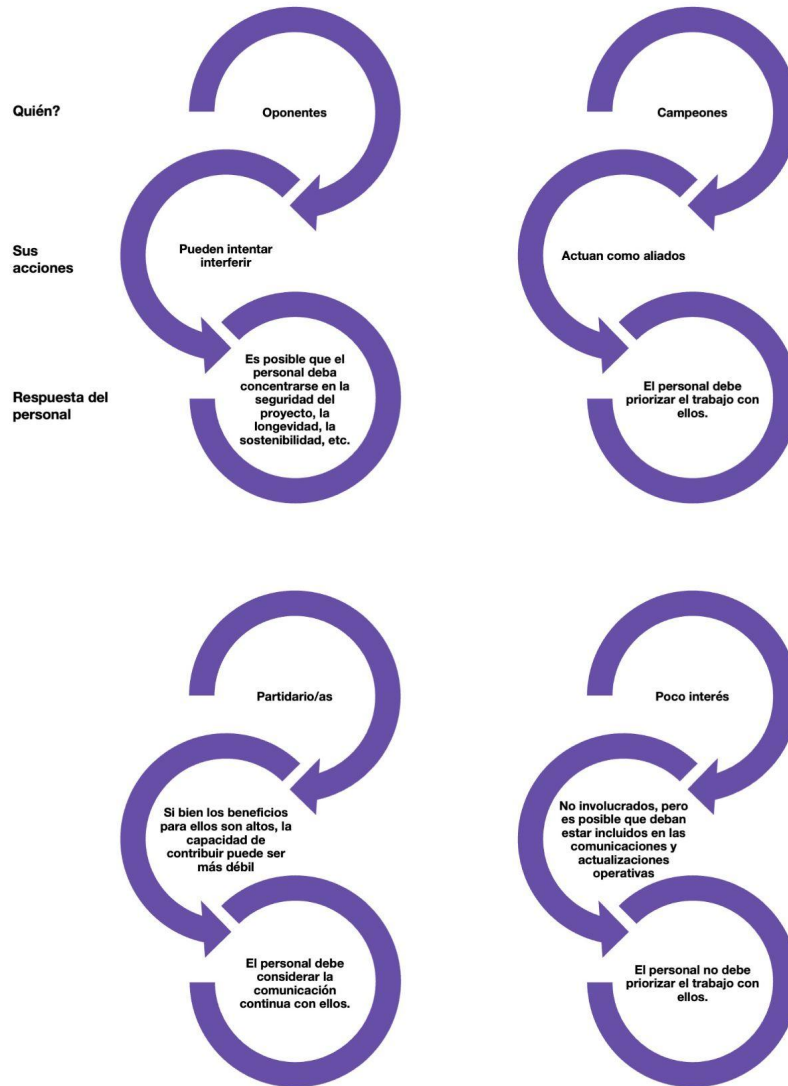 Quién?
Oponentes
Campeones
Sus
acciones
Pueden intentar
interferir
Actuan como aliados
Respuesta del
personal
Es posible que el
personal deba
concentrarse en la
seguridad del
proyecto, la
longevidad, la
sostenibilidad, etc.
El personal debe
priorizar el trabajo con
ellos.
Partidario/as
Poco interés
Si bien los beneficios
para ellos son altos, la
capacidad de
contribuir puede ser
más débil
No involucrados, pero
es posible que deban
estar incluidos en las
comunicaciones y
actualizaciones
operativas
El personal debe
considerar la
comunicación
continua con ellos.
El personal no debe
priorizar el trabajo con
ellos.